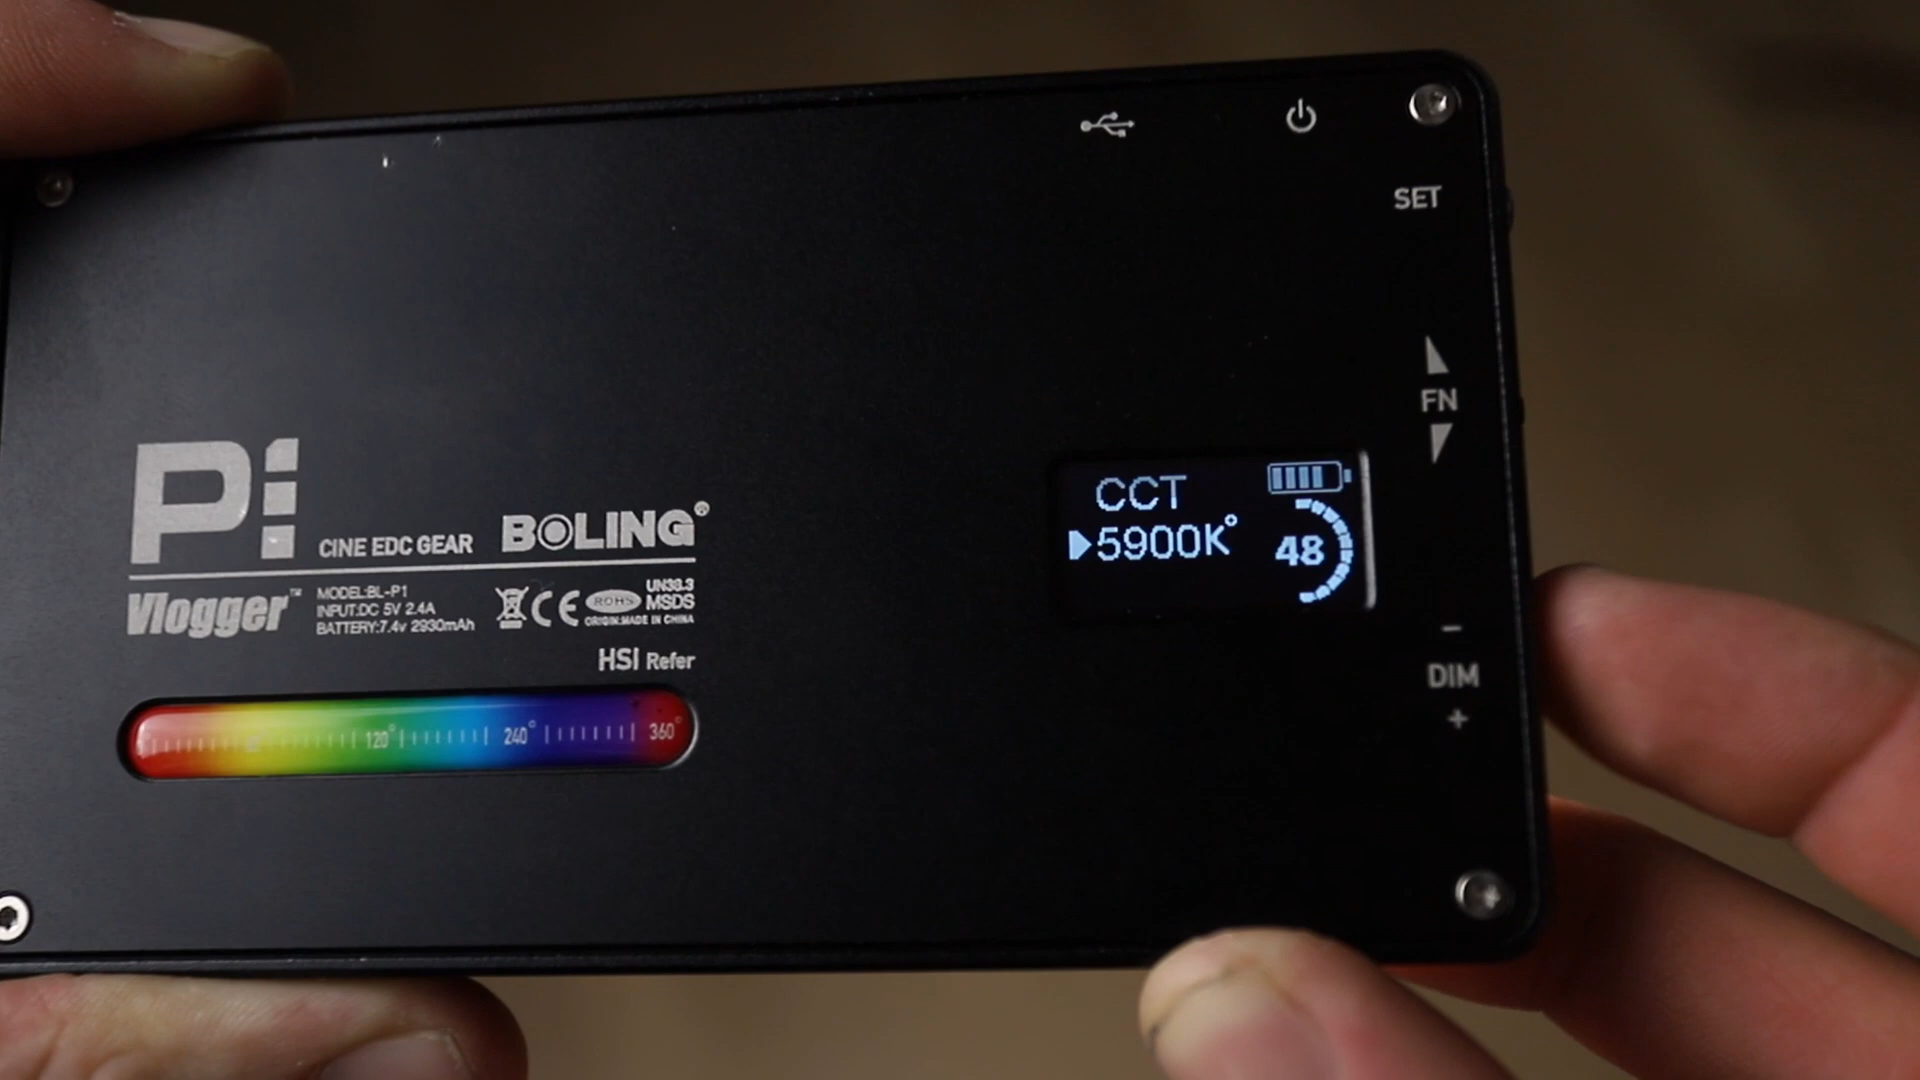 SET
FN
CCT
5900K°
48
P1
CINE EDC GEAR
BOLING®
Vlogger™
MODEL:BL-P1
INPUT:DC 5V 2.4A
BATTERY:7.4v 2930mAh
CE
ROHS
UN38.3
MSDS
ORIGIN:MADE IN CHINA
HSI Refer
120° 240° 360°
−
DIM
+